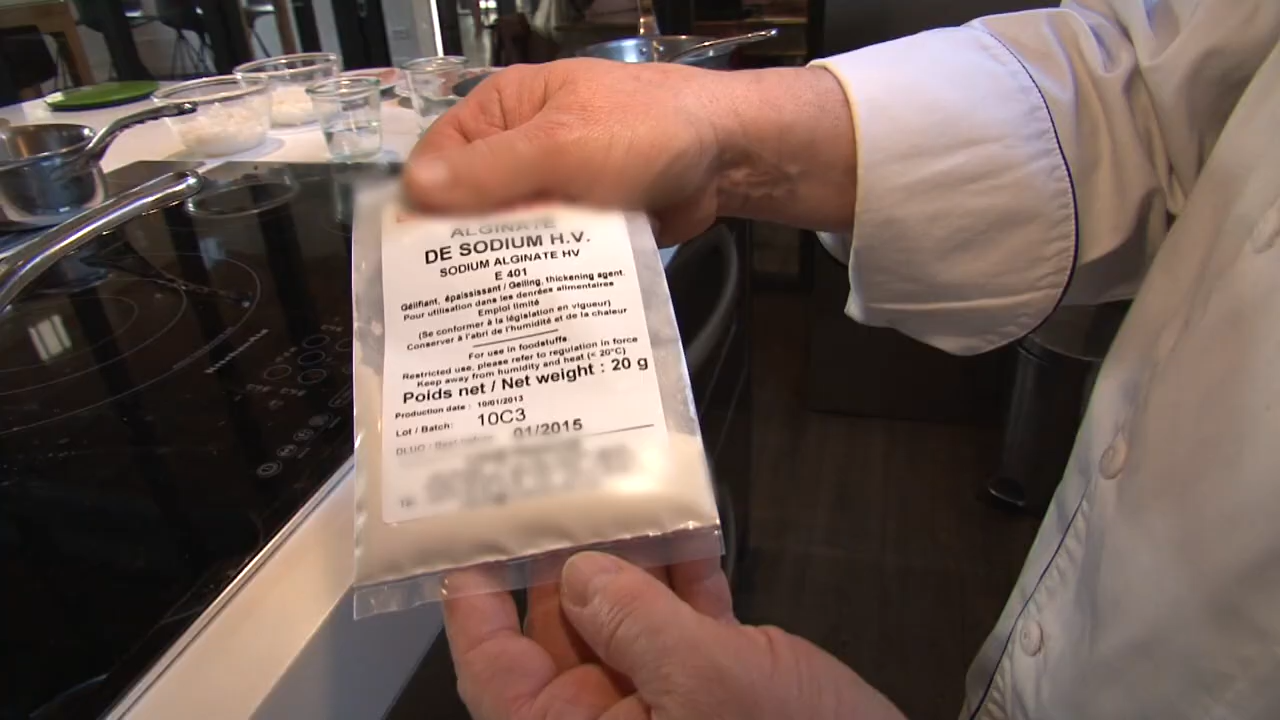 ALGINATE
DE SODIUM H.V.
SODIUM ALGINATE HV
E 401
Gélifiant, épaississant / Gelling, thickening agent.
Pour utilisation dans les denrées alimentaires
Emploi limité
(Se conformer à la législation en vigueur)
Conserver à l'abri de l'humidité et de la chaleur
For use in foodstuffs.
Restricted use, please refer to regulation in force
Keep away from humidity and heat (< 20°C)
Poids net / Net weight : 20 g
Production date : 10/01/2013
Lot / Batch: 10C3
DLUO / Best before 01/2015